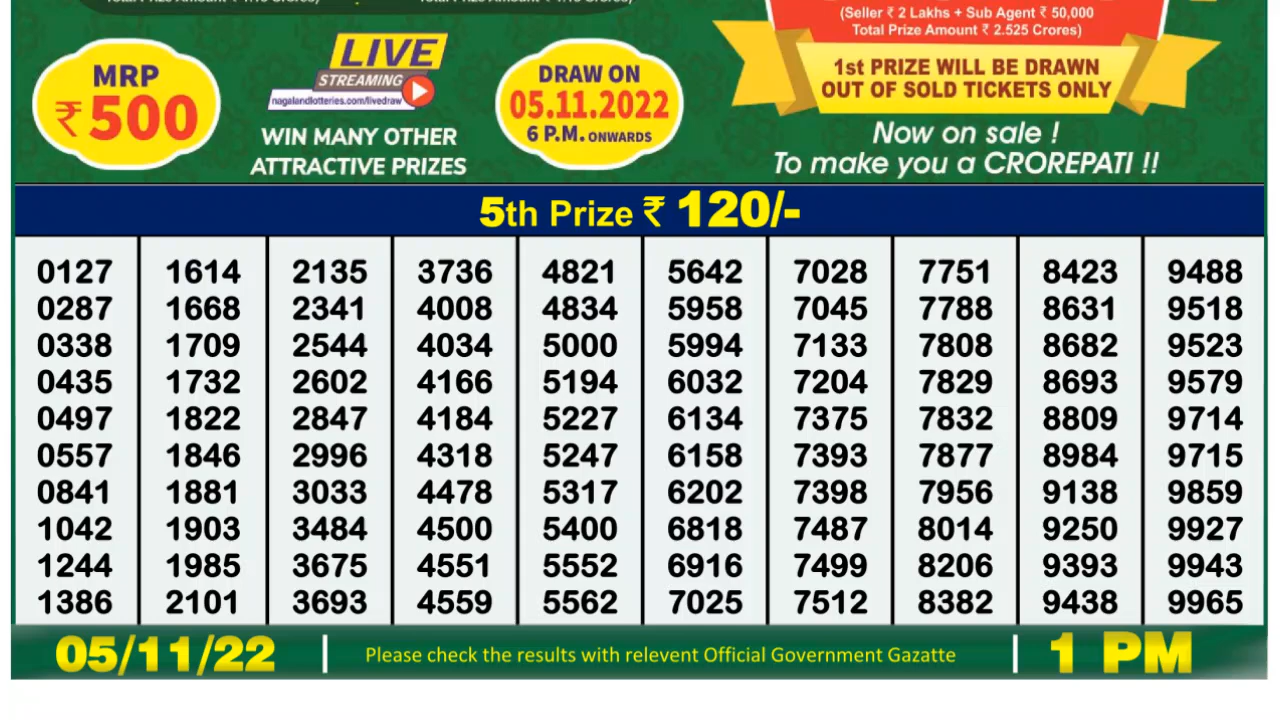 (Seller ₹ 2 Lakhs + Sub Agent ₹ 50,000
Total Prize Amount ₹ 2.525 Crores)
MRP
₹500
LIVE
STREAMING
nagalandlotteries.com/livedraw
WIN MANY OTHER
ATTRACTIVE PRIZES
DRAW ON
05.11.2022
6 P.M. ONWARDS
1st PRIZE WILL BE DRAWN
OUT OF SOLD TICKETS ONLY
Now on sale !
To make you a CROREPATI !!
5th Prize ₹ 120/-
0127 1614 2135 3736 4821 5642 7028 7751 8423 9488
0287 1668 2341 4008 4834 5958 7045 7788 8631 9518
0338 1709 2544 4034 5000 5994 7133 7808 8682 9523
0435 1732 2602 4166 5194 6032 7204 7829 8693 9579
0497 1822 2847 4184 5227 6134 7375 7832 8809 9714
0557 1846 2996 4318 5247 6158 7393 7877 8984 9715
0841 1881 3033 4478 5317 6202 7398 7956 9138 9859
1042 1903 3484 4500 5400 6818 7487 8014 9250 9927
1244 1985 3675 4551 5552 6916 7499 8206 9393 9943
1386 2101 3693 4559 5562 7025 7512 8382 9438 9965
05/11/22 | Please check the results with relevent Official Government Gazatte | 1 PM